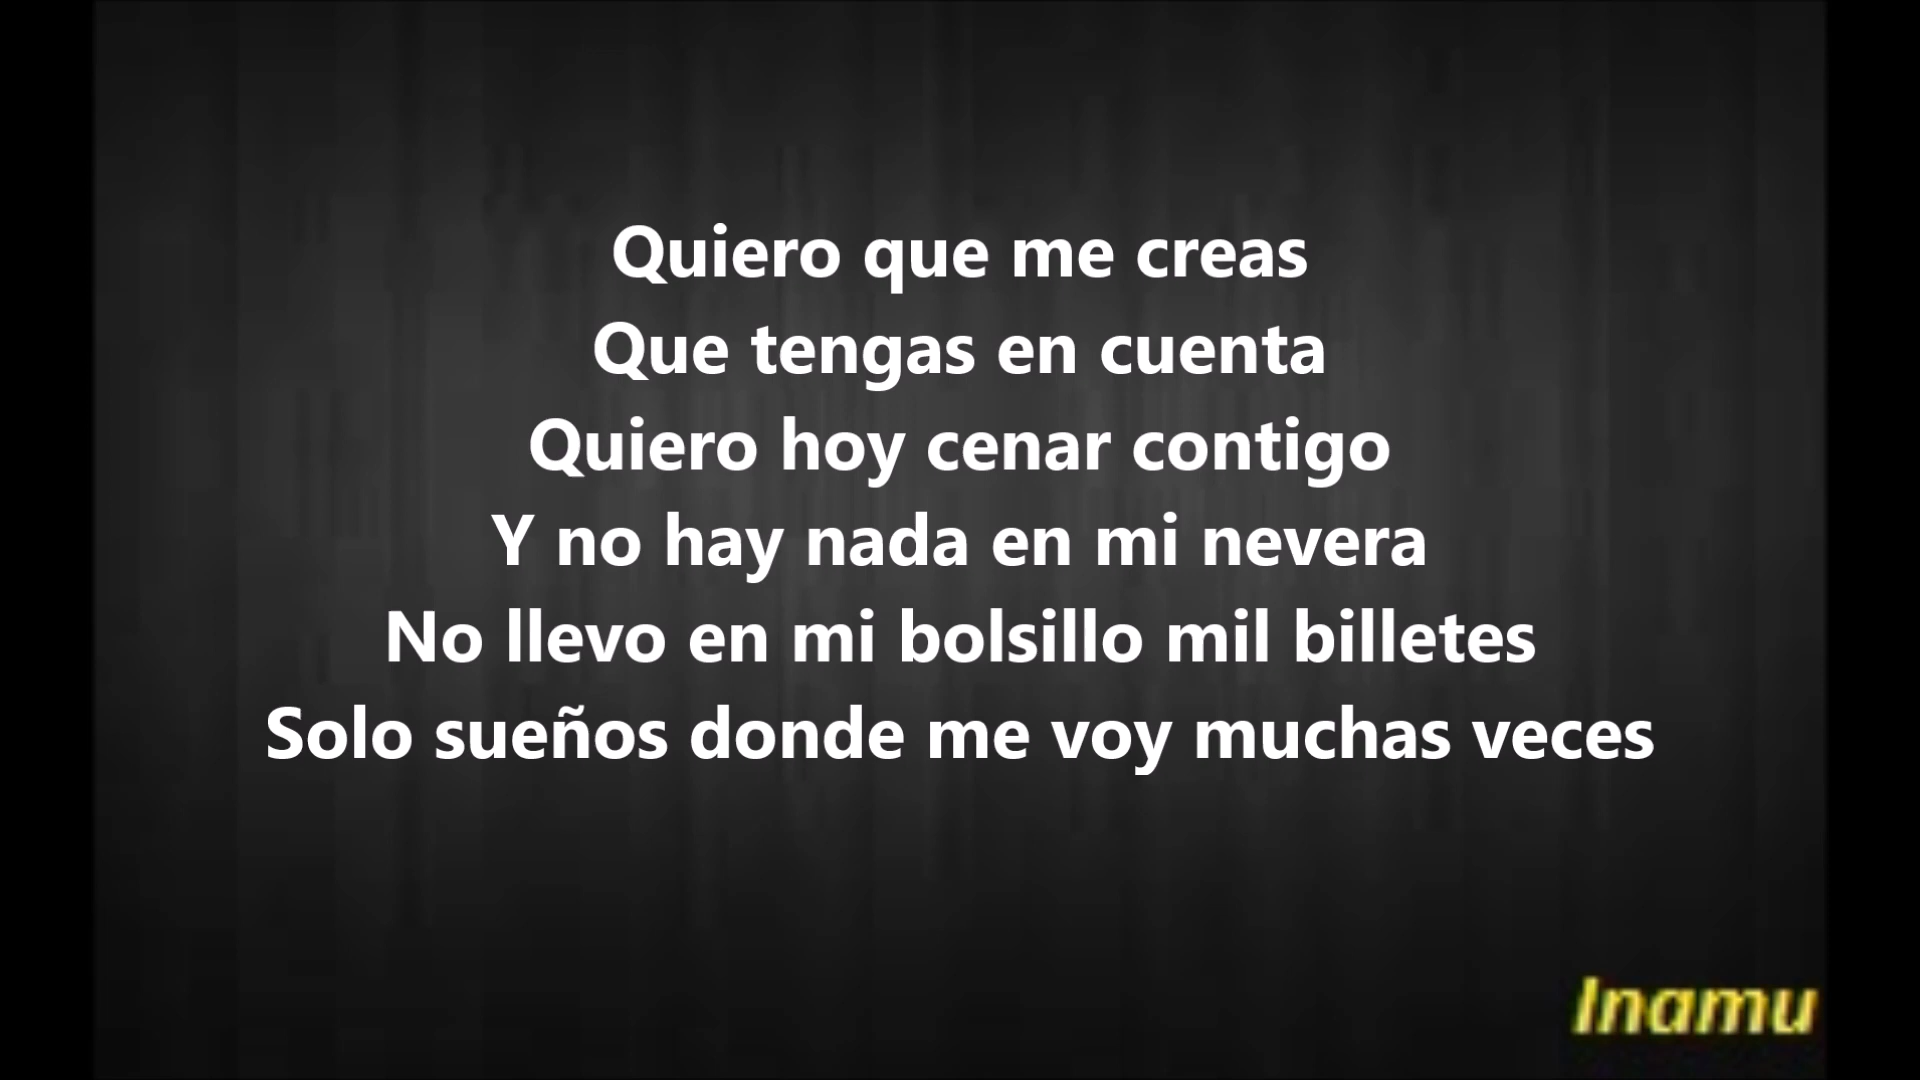 Quiero que me creas
Que tengas en cuenta
Quiero hoy cenar contigo
Y no hay nada en mi nevera
No llevo en mi bolsillo mil billetes
Solo sueños donde me voy muchas veces
Inamu